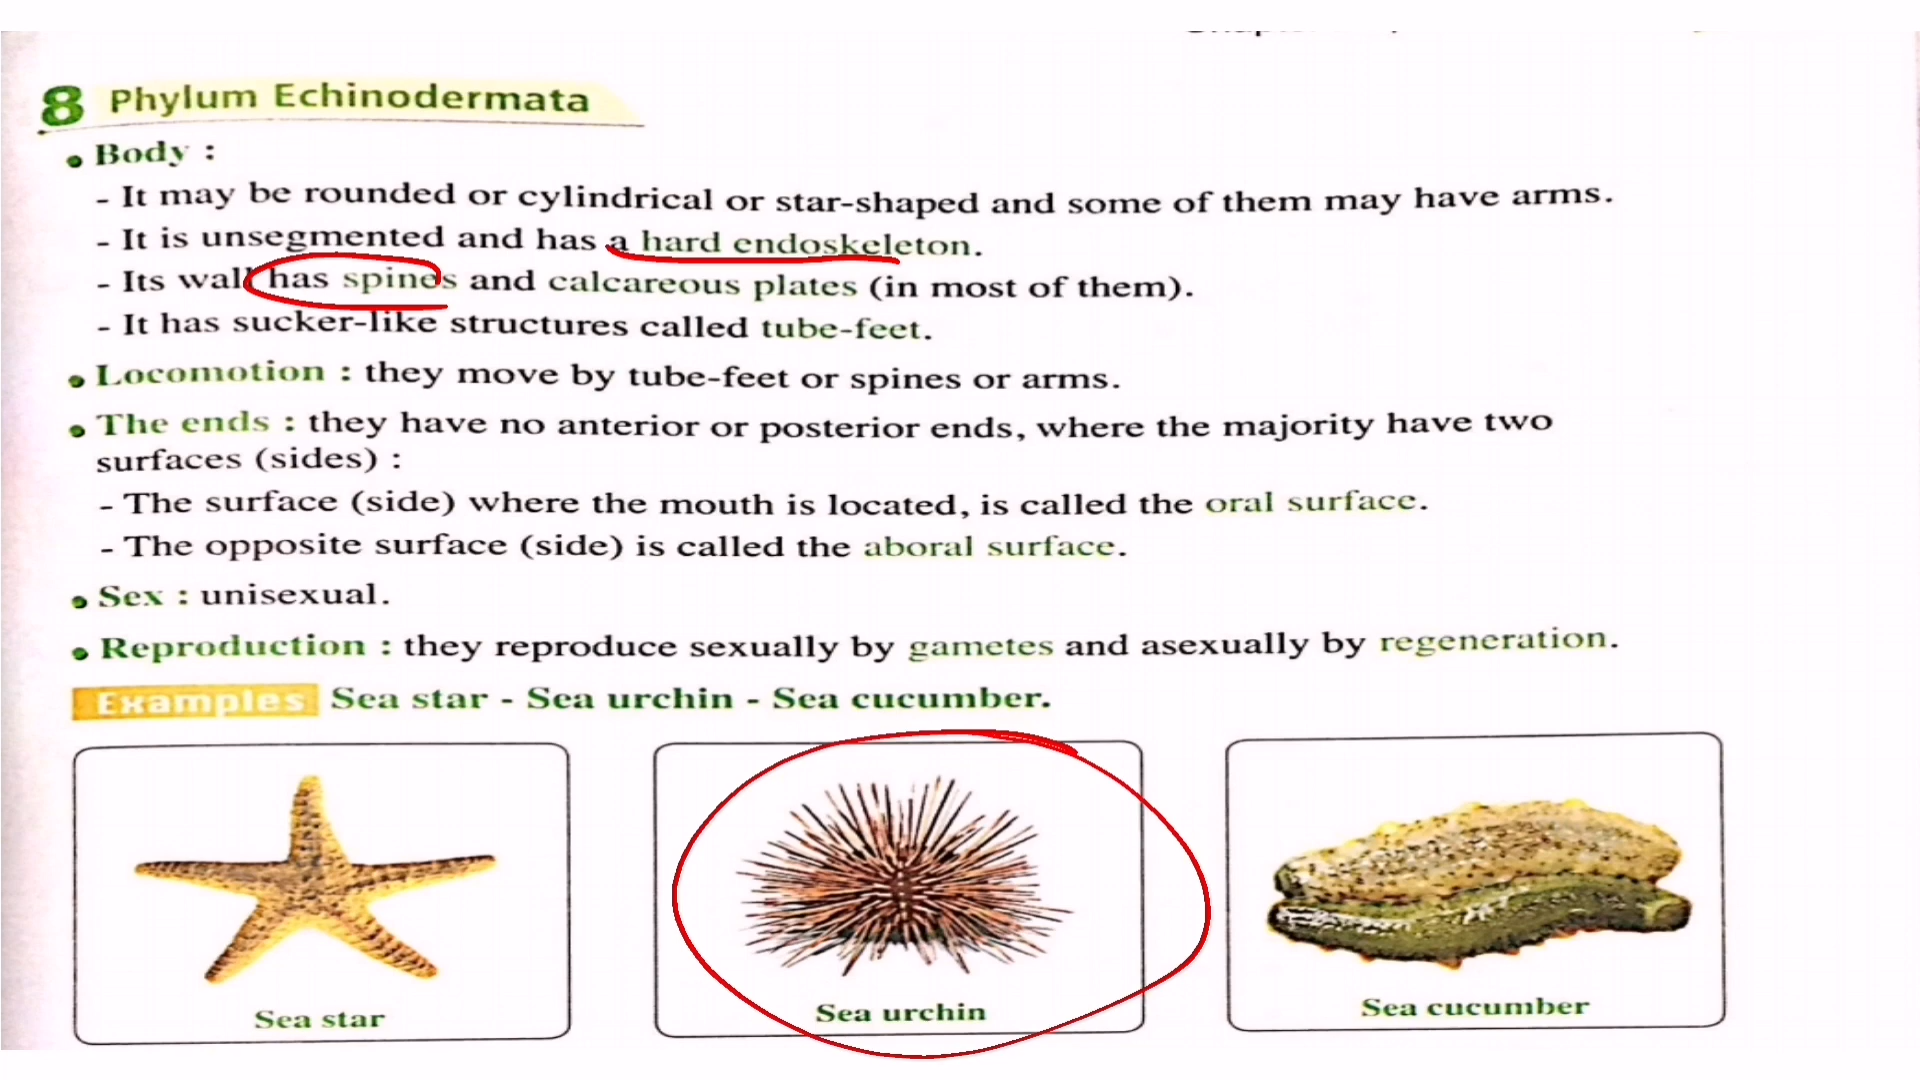 8 Phylum Echinodermata
• Body :
- It may be rounded or cylindrical or star-shaped and some of them may have arms.
- It is unsegmented and has a hard endoskeleton.
- Its wall has spines and calcareous plates (in most of them).
- It has sucker-like structures called tube-feet.
• Locomotion : they move by tube-feet or spines or arms.
• The ends : they have no anterior or posterior ends, where the majority have two
surfaces (sides) :
- The surface (side) where the mouth is located, is called the oral surface.
- The opposite surface (side) is called the aboral surface.
• Sex : unisexual.
• Reproduction : they reproduce sexually by gametes and asexually by regeneration.
Examples Sea star - Sea urchin - Sea cucumber.
Sea star
Sea urchin
Sea cucumber